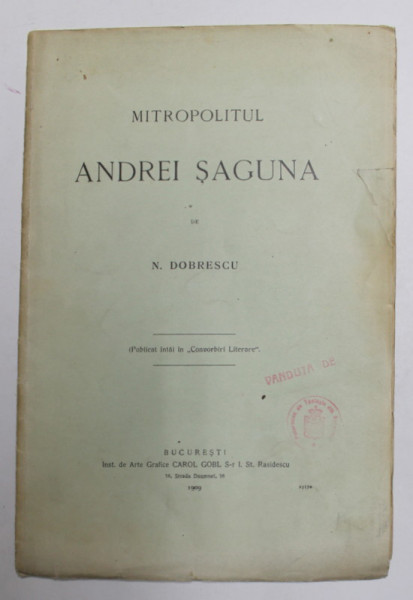 MITROPOLITUL
ANDREI ȘAGUNA
DE
N. DOBRESCU
(Publicat întâi în „Convorbiri Literare“.
VANDUTA DE
BUCUREȘTI
Inst. de Arte Grafice CAROL GOBL S-r I. St. Rasidescu
16, Strada Doamnei, 16
1909